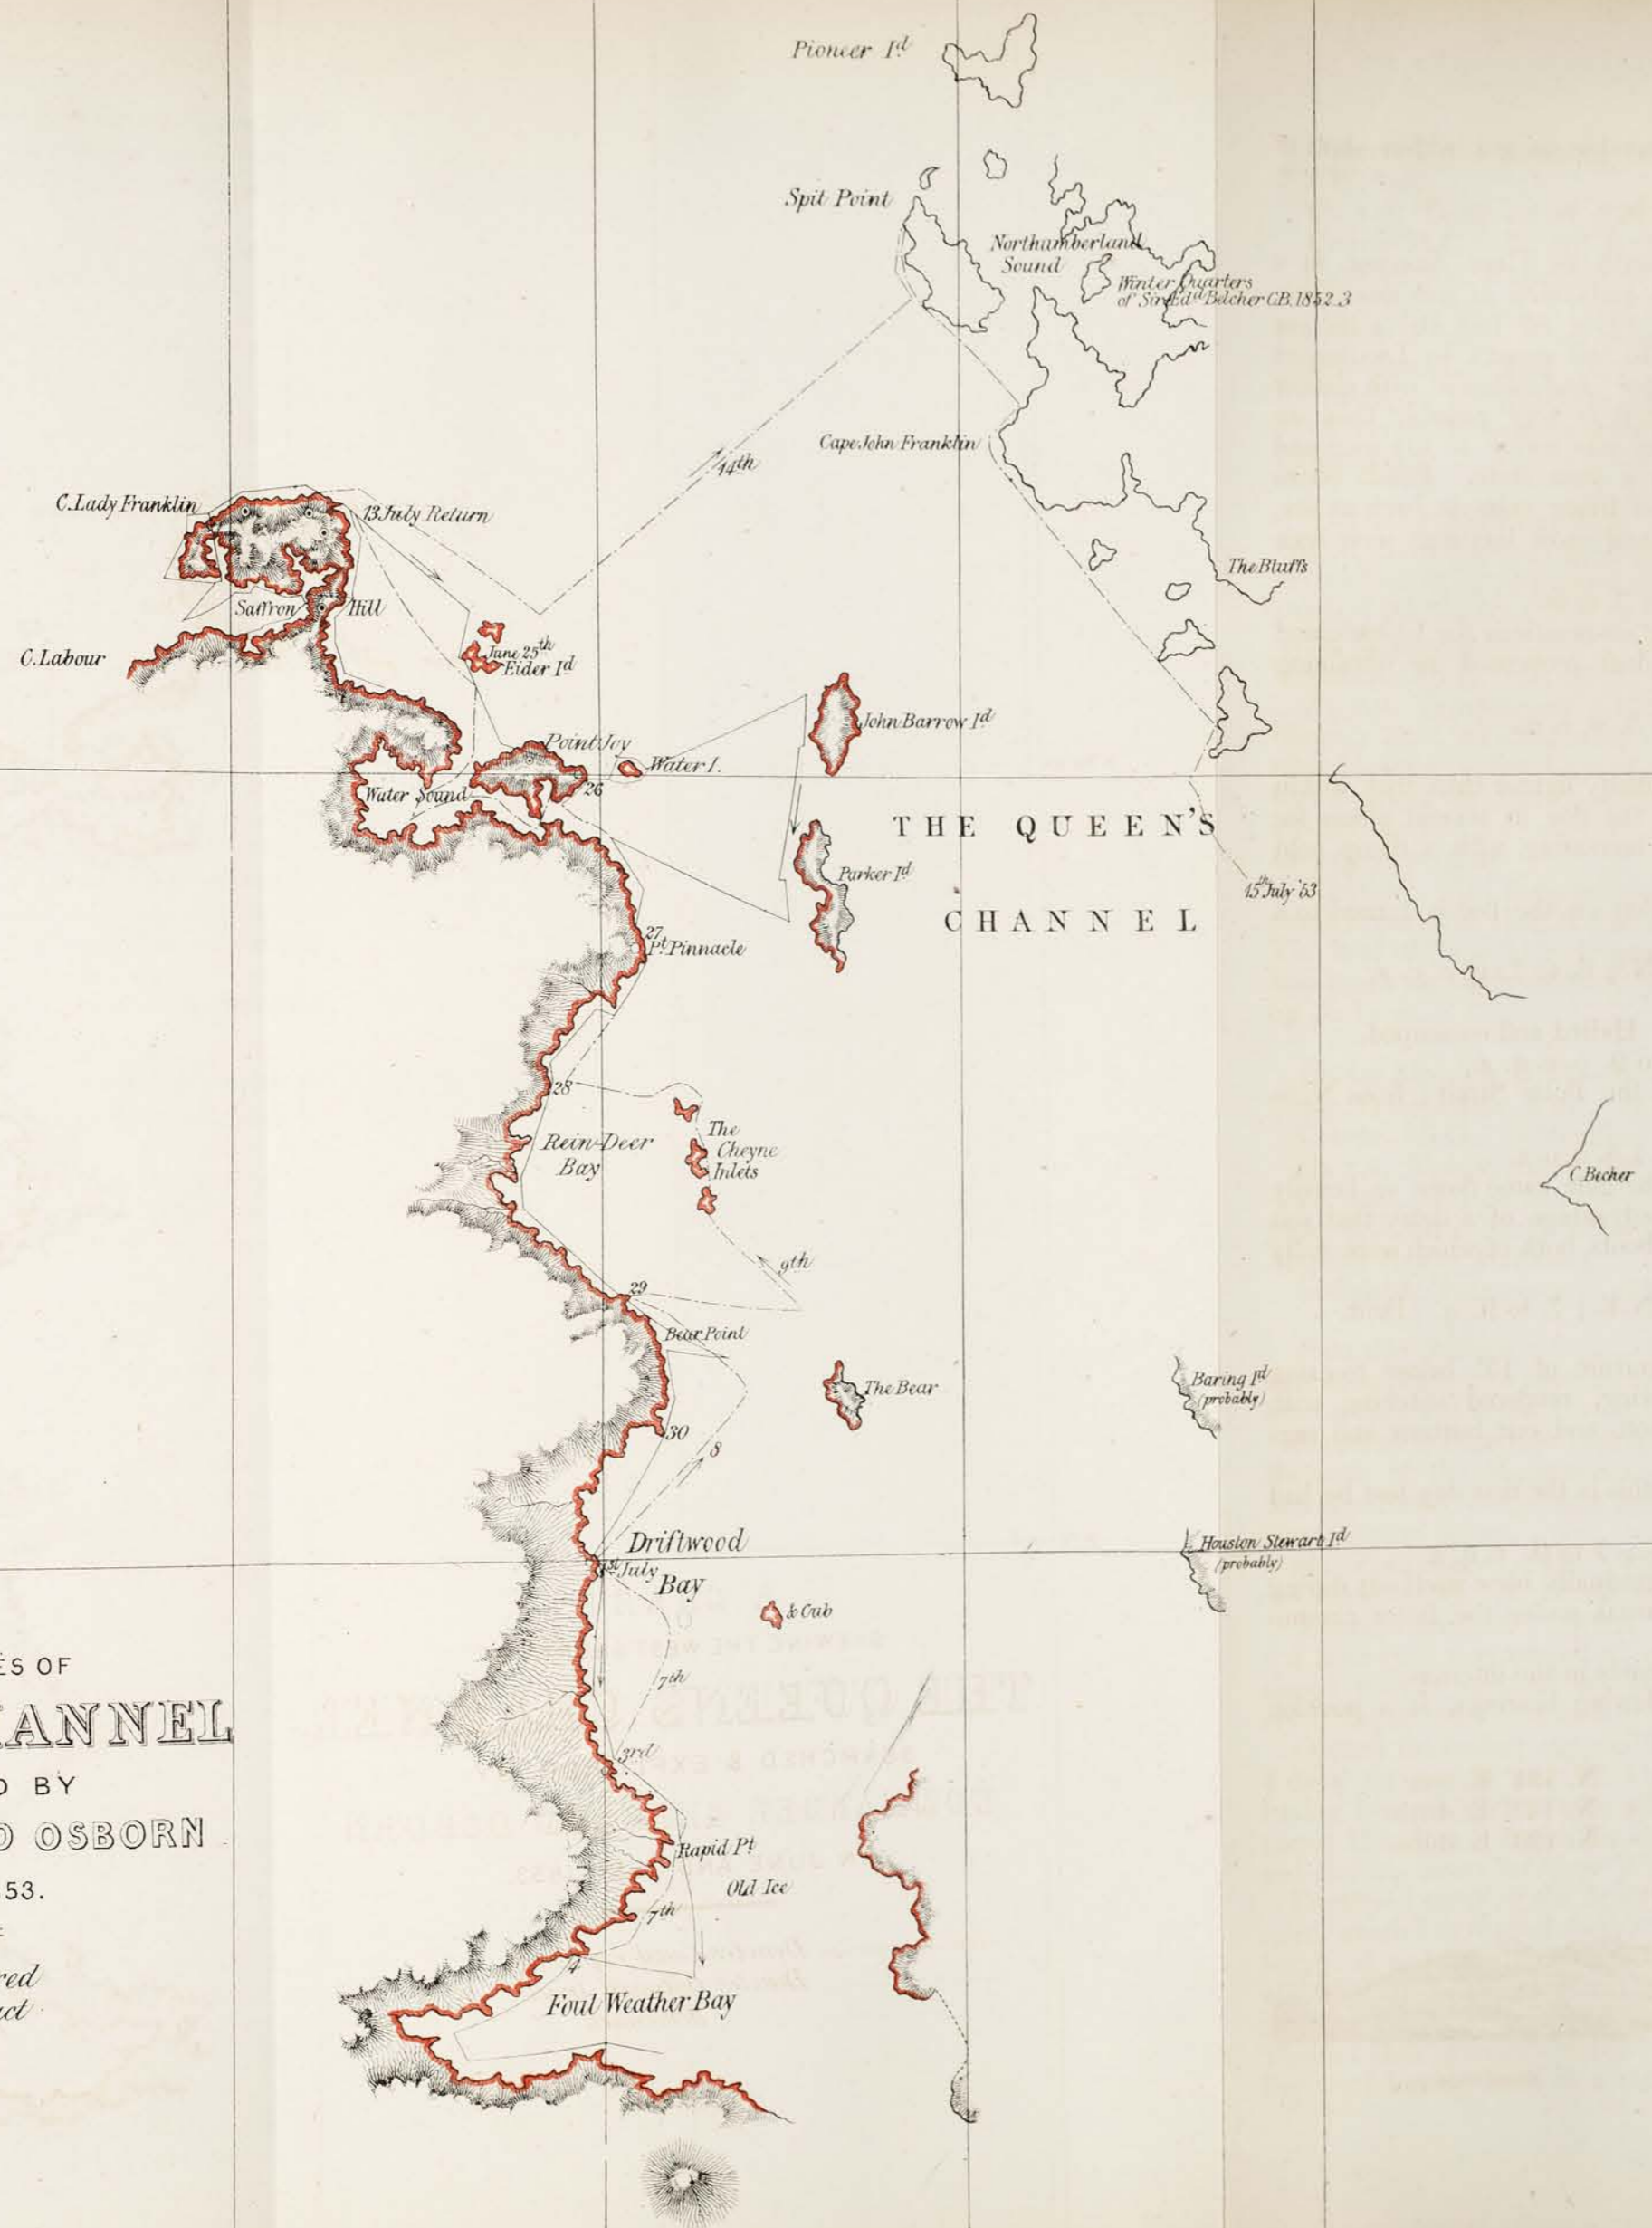 Pioneer Id
Spit Point
Northumberland
Sound
Winter Quarters
of Sir Edd Belcher C.B. 1852.3
Cape John Franklin
14th
C. Lady Franklin
13 July Return
The Bluffs
Saffron Hill
C. Labour
June 25th
Eider Id
John Barrow Id
Point Joy
Water I.
26
Water Sound
THE QUEEN'S
Parker Id
15th July '53
CHANNEL
27
Pt. Pinnacle
28
The
Cheyne
Inlets
Rein-Deer
Bay
C. Becher
9th
29
Bear Point
The Bear
Baring Id
(probably)
30
8
Driftwood
Bay
1st July
Houston Stewart Id
(probably)
& Cub
ES OF
7th
ANNEL
3rd
BY
OSBORN
Rapid Pt
Old Ice
53.
7th
4
red
act
Foul Weather Bay